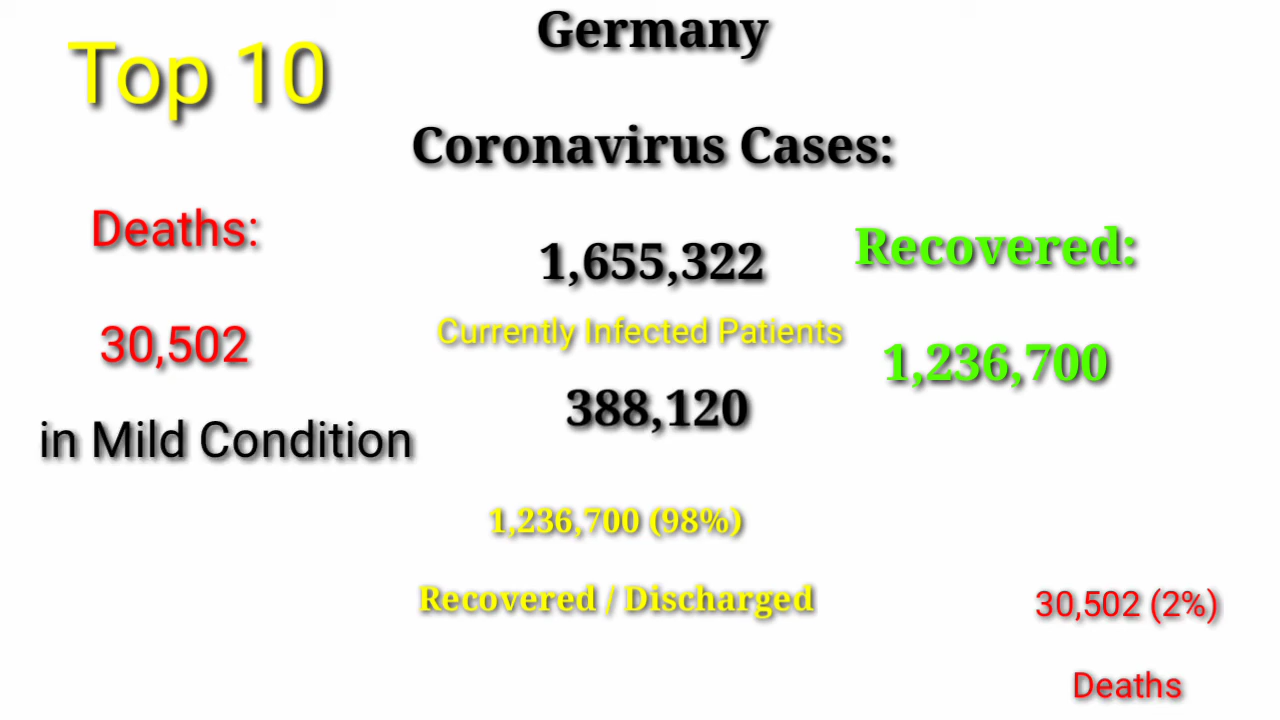 Germany
Top 10
Coronavirus Cases:
Deaths:
Recovered:
1,655,322
Currently Infected Patients
30,502
1,236,700
388,120
in Mild Condition
1,236,700 (98%)
Recovered / Discharged
30,502 (2%)
Deaths